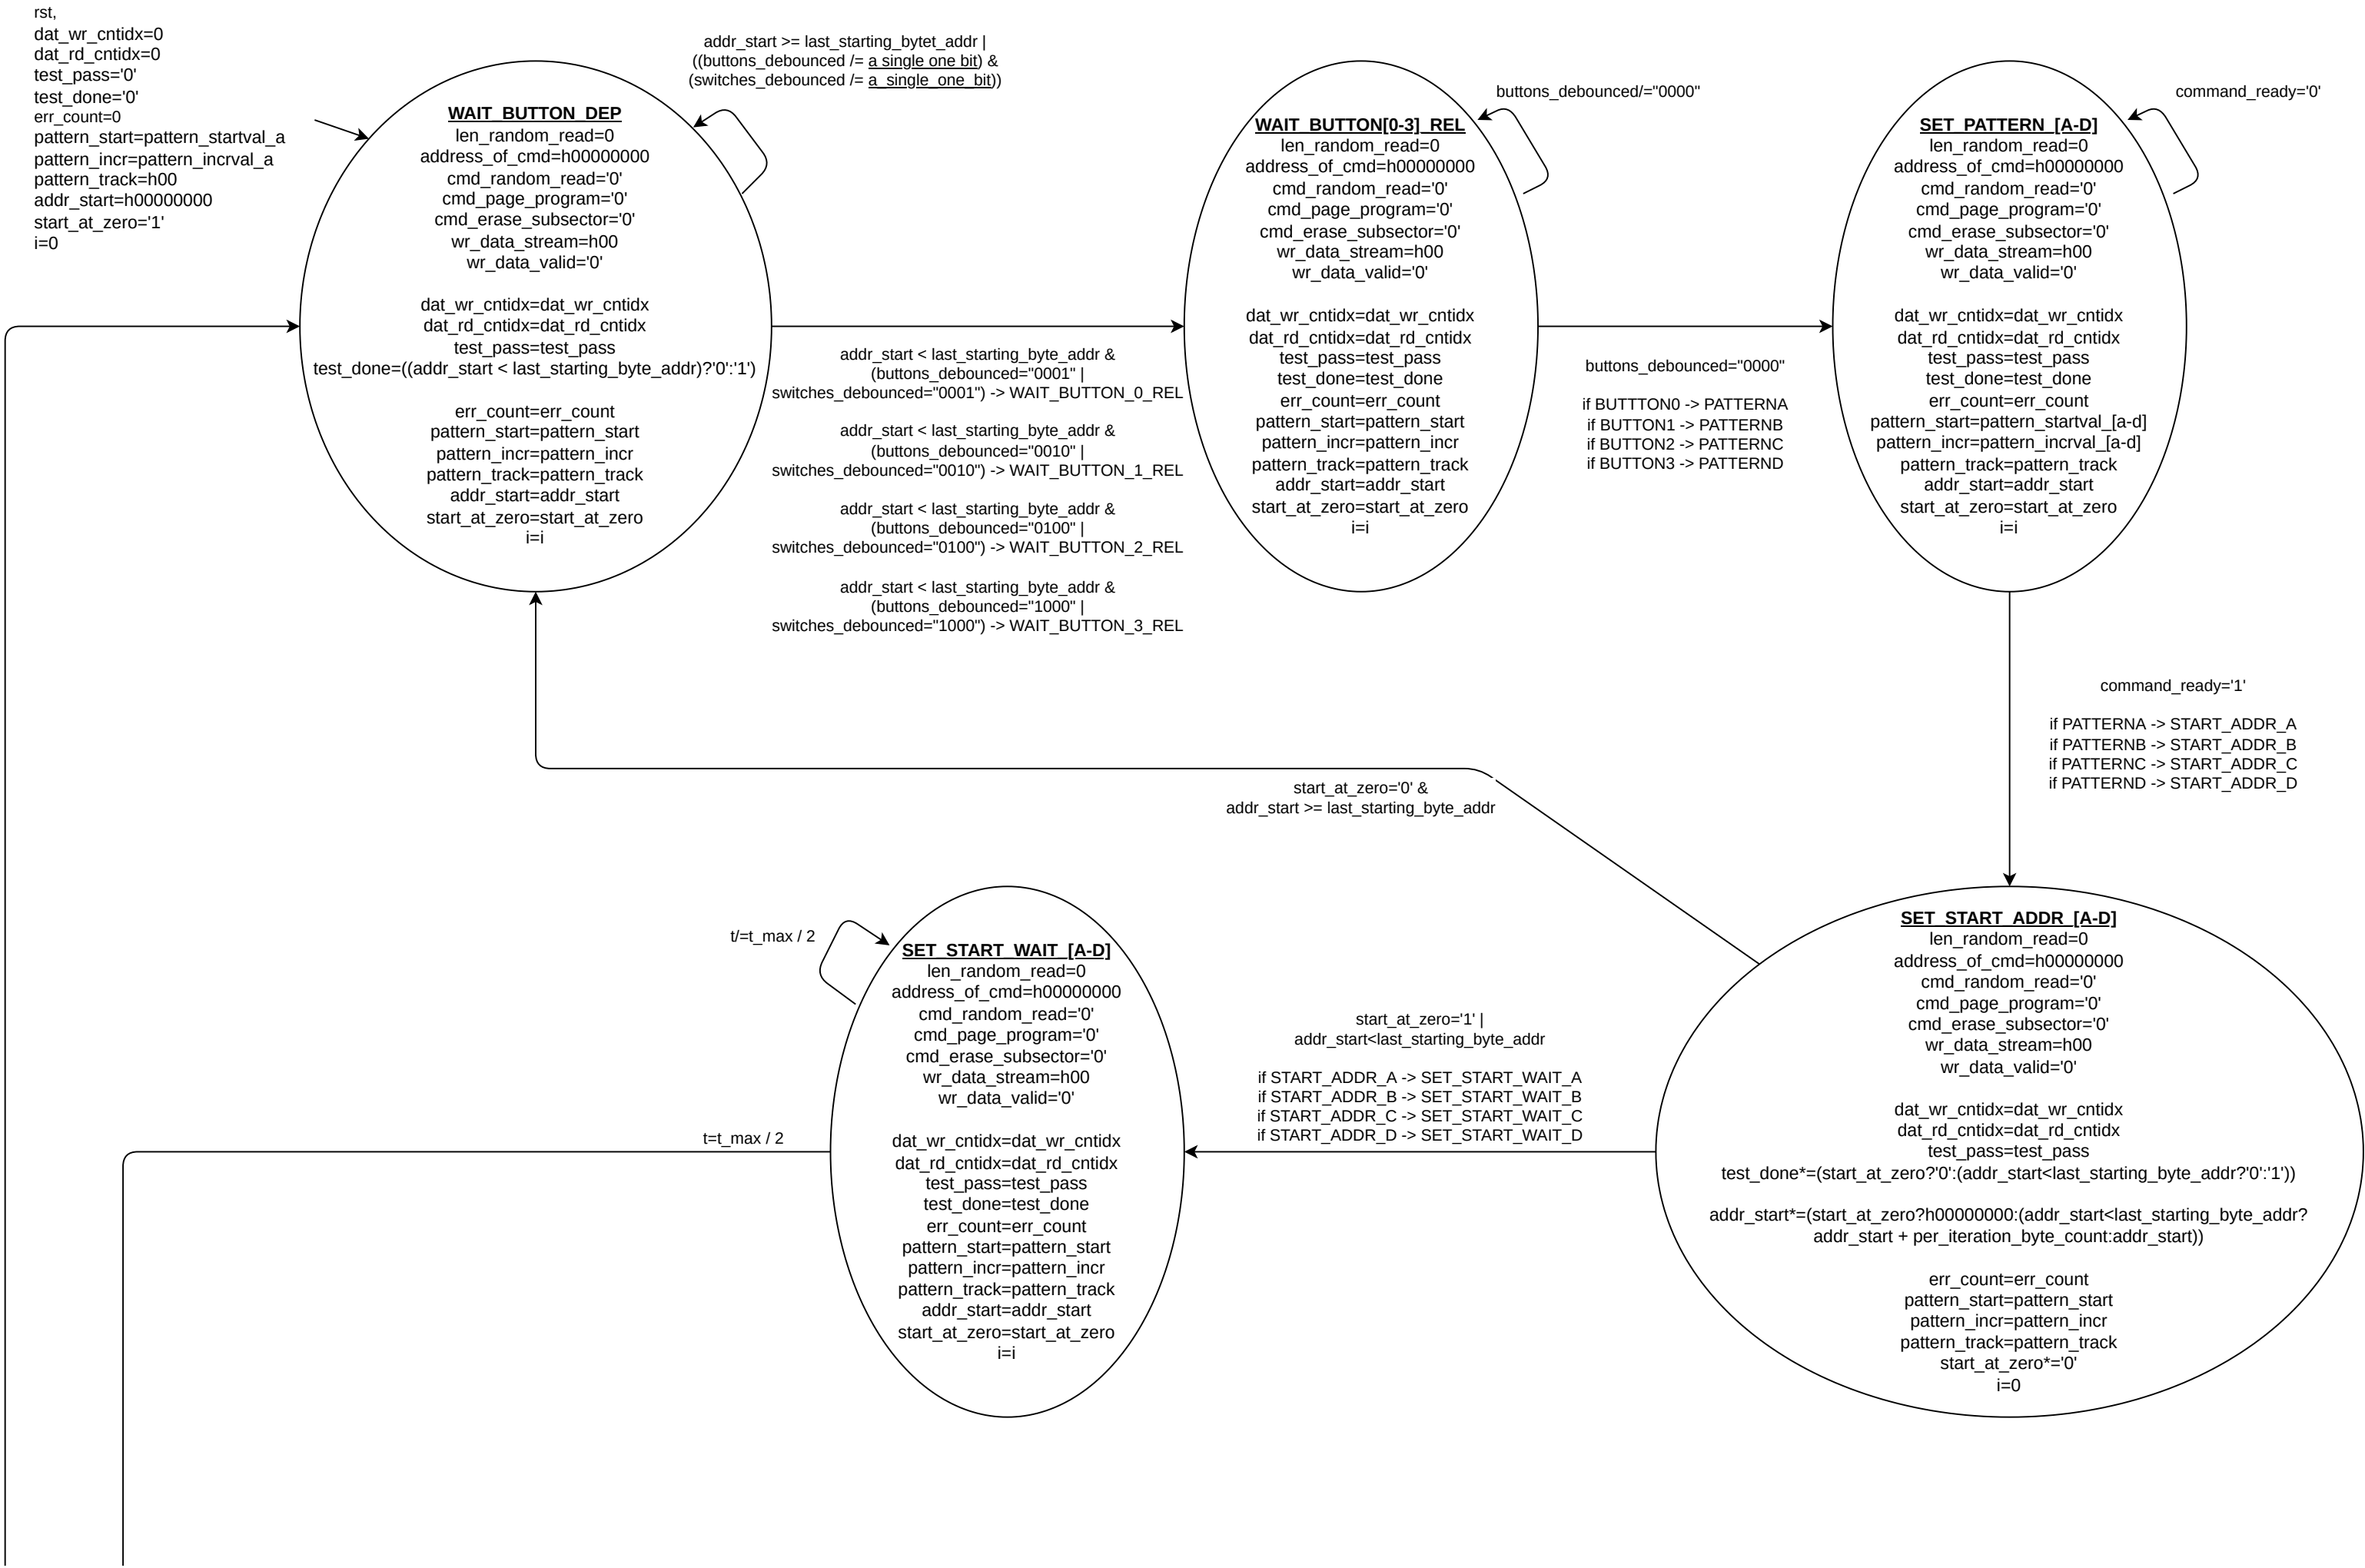 rst,
dat_wr_cntidx=0
dat_rd_cntidx=0
test_pass='0'
test_done='0'
err_count=0
pattern_start=pattern_startval_a
pattern_incr=pattern_incrval_a
pattern_track=h00
addr_start=h00000000
start_at_zero='1'
i=0
addr_start >= last_starting_bytet_addr |
((buttons_debounced /= a single one bit) &
(switches_debounced /= a_single_one_bit))
WAIT_BUTTON_DEP
len_random_read=0
address_of_cmd=h00000000
cmd_random_read='0'
cmd_page_program='0'
cmd_erase_subsector='0'
wr_data_stream=h00
wr_data_valid='0'
dat_wr_cntidx=dat_wr_cntidx
dat_rd_cntidx=dat_rd_cntidx
test_pass=test_pass
test_done=((addr_start < last_starting_byte_addr)?'0':'1')
err_count=err_count
pattern_start=pattern_start
pattern_incr=pattern_incr
pattern_track=pattern_track
addr_start=addr_start
start_at_zero=start_at_zero
i=i
addr_start < last_starting_byte_addr &
(buttons_debounced="0001" |
switches_debounced="0001") -> WAIT_BUTTON_0_REL
addr_start < last_starting_byte_addr &
(buttons_debounced="0010" |
switches_debounced="0010") -> WAIT_BUTTON_1_REL
addr_start < last_starting_byte_addr &
(buttons_debounced="0100" |
switches_debounced="0100") -> WAIT_BUTTON_2_REL
addr_start < last_starting_byte_addr &
(buttons_debounced="1000" |
switches_debounced="1000") -> WAIT_BUTTON_3_REL
buttons_debounced/="0000"
WAIT_BUTTON[0-3]_REL
len_random_read=0
address_of_cmd=h00000000
cmd_random_read='0'
cmd_page_program='0'
cmd_erase_subsector='0'
wr_data_stream=h00
wr_data_valid='0'
dat_wr_cntidx=dat_wr_cntidx
dat_rd_cntidx=dat_rd_cntidx
test_pass=test_pass
test_done=test_done
err_count=err_count
pattern_start=pattern_start
pattern_incr=pattern_incr
pattern_track=pattern_track
addr_start=addr_start
start_at_zero=start_at_zero
i=i
buttons_debounced="0000"
if BUTTTON0 -> PATTERNA
if BUTTON1 -> PATTERNB
if BUTTON2 -> PATTERNC
if BUTTON3 -> PATTERND
command_ready='0'
SET_PATTERN_[A-D]
len_random_read=0
address_of_cmd=h00000000
cmd_random_read='0'
cmd_page_program='0'
cmd_erase_subsector='0'
wr_data_stream=h00
wr_data_valid='0'
dat_wr_cntidx=dat_wr_cntidx
dat_rd_cntidx=dat_rd_cntidx
test_pass=test_pass
test_done=test_done
err_count=err_count
pattern_start=pattern_startval_[a-d]
pattern_incr=pattern_incrval_[a-d]
pattern_track=pattern_track
addr_start=addr_start
start_at_zero=start_at_zero
i=i
command_ready='1'
if PATTERNA -> START_ADDR_A
if PATTERNB -> START_ADDR_B
if PATTERNC -> START_ADDR_C
if PATTERND -> START_ADDR_D
start_at_zero='0' &
addr_start >= last_starting_byte_addr
SET_START_ADDR_[A-D]
len_random_read=0
address_of_cmd=h00000000
cmd_random_read='0'
cmd_page_program='0'
cmd_erase_subsector='0'
wr_data_stream=h00
wr_data_valid='0'
dat_wr_cntidx=dat_wr_cntidx
dat_rd_cntidx=dat_rd_cntidx
test_pass=test_pass
test_done*=(start_at_zero?'0':(addr_start<last_starting_byte_addr?'0':'1'))
addr_start*=(start_at_zero?h00000000:(addr_start<last_starting_byte_addr?
addr_start + per_iteration_byte_count:addr_start))
err_count=err_count
pattern_start=pattern_start
pattern_incr=pattern_incr
pattern_track=pattern_track
start_at_zero*='0'
i=0
start_at_zero='1' |
addr_start<last_starting_byte_addr
if START_ADDR_A -> SET_START_WAIT_A
if START_ADDR_B -> SET_START_WAIT_B
if START_ADDR_C -> SET_START_WAIT_C
if START_ADDR_D -> SET_START_WAIT_D
t/=t_max / 2
SET_START_WAIT_[A-D]
len_random_read=0
address_of_cmd=h00000000
cmd_random_read='0'
cmd_page_program='0'
cmd_erase_subsector='0'
wr_data_stream=h00
wr_data_valid='0'
dat_wr_cntidx=dat_wr_cntidx
dat_rd_cntidx=dat_rd_cntidx
test_pass=test_pass
test_done=test_done
err_count=err_count
pattern_start=pattern_start
pattern_incr=pattern_incr
pattern_track=pattern_track
addr_start=addr_start
start_at_zero=start_at_zero
i=i
t=t_max / 2